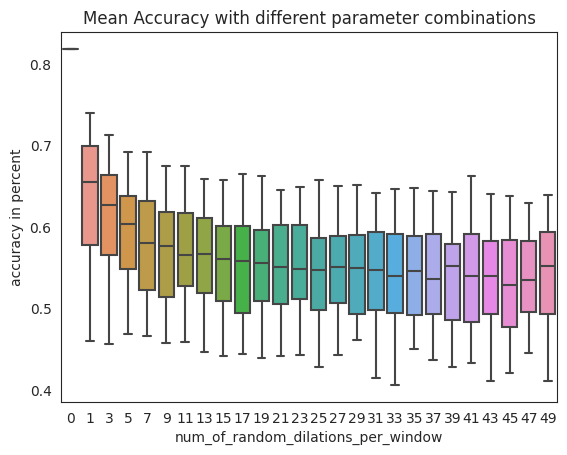 Mean Accuracy with different parameter combinations
accuracy in percent
0.8
0.7
0.6
0.5
0.4
0 1 3 5 7 9 11 13 15 17 19 21 23 25 27 29 31 33 35 37 39 41 43 45 47 49
num_of_random_dilations_per_window